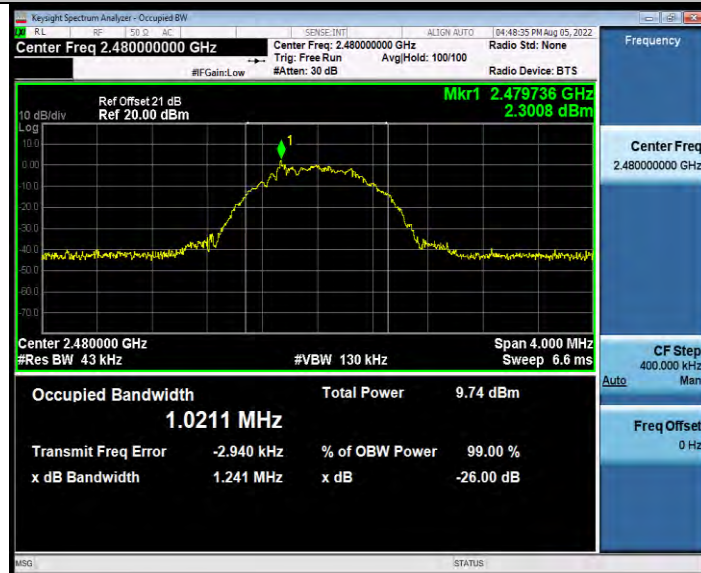 Keysight Spectrum Analyzer - Occupied BW
LXI RL RF 50 Ω AC SENSE:INT ALIGN AUTO 04:48:35 PM Aug 05, 2022
Center Freq 2.480000000 GHz
Center Freq: 2.480000000 GHz
Radio Std: None
Trig: Free Run Avg|Hold: 100/100
#IFGain:Low #Atten: 30 dB Radio Device: BTS
Frequency
Ref Offset 21 dB
10 dB/div Ref 20.00 dBm
Mkr1 2.479736 GHz
2.3008 dBm
Log
10.0
0.00
-10.0
-20.0
-30.0
-40.0
-50.0
-60.0
-70.0
1
Center 2.480000 GHz Span 4.000 MHz
#Res BW 43 kHz #VBW 130 kHz Sweep 6.6 ms
Occupied Bandwidth Total Power 9.74 dBm
1.0211 MHz
Transmit Freq Error -2.940 kHz % of OBW Power 99.00 %
x dB Bandwidth 1.241 MHz x dB -26.00 dB
Center Freq
2.480000000 GHz
CF Step
400.000 kHz
Auto Man
Freq Offset
0 Hz
MSG STATUS